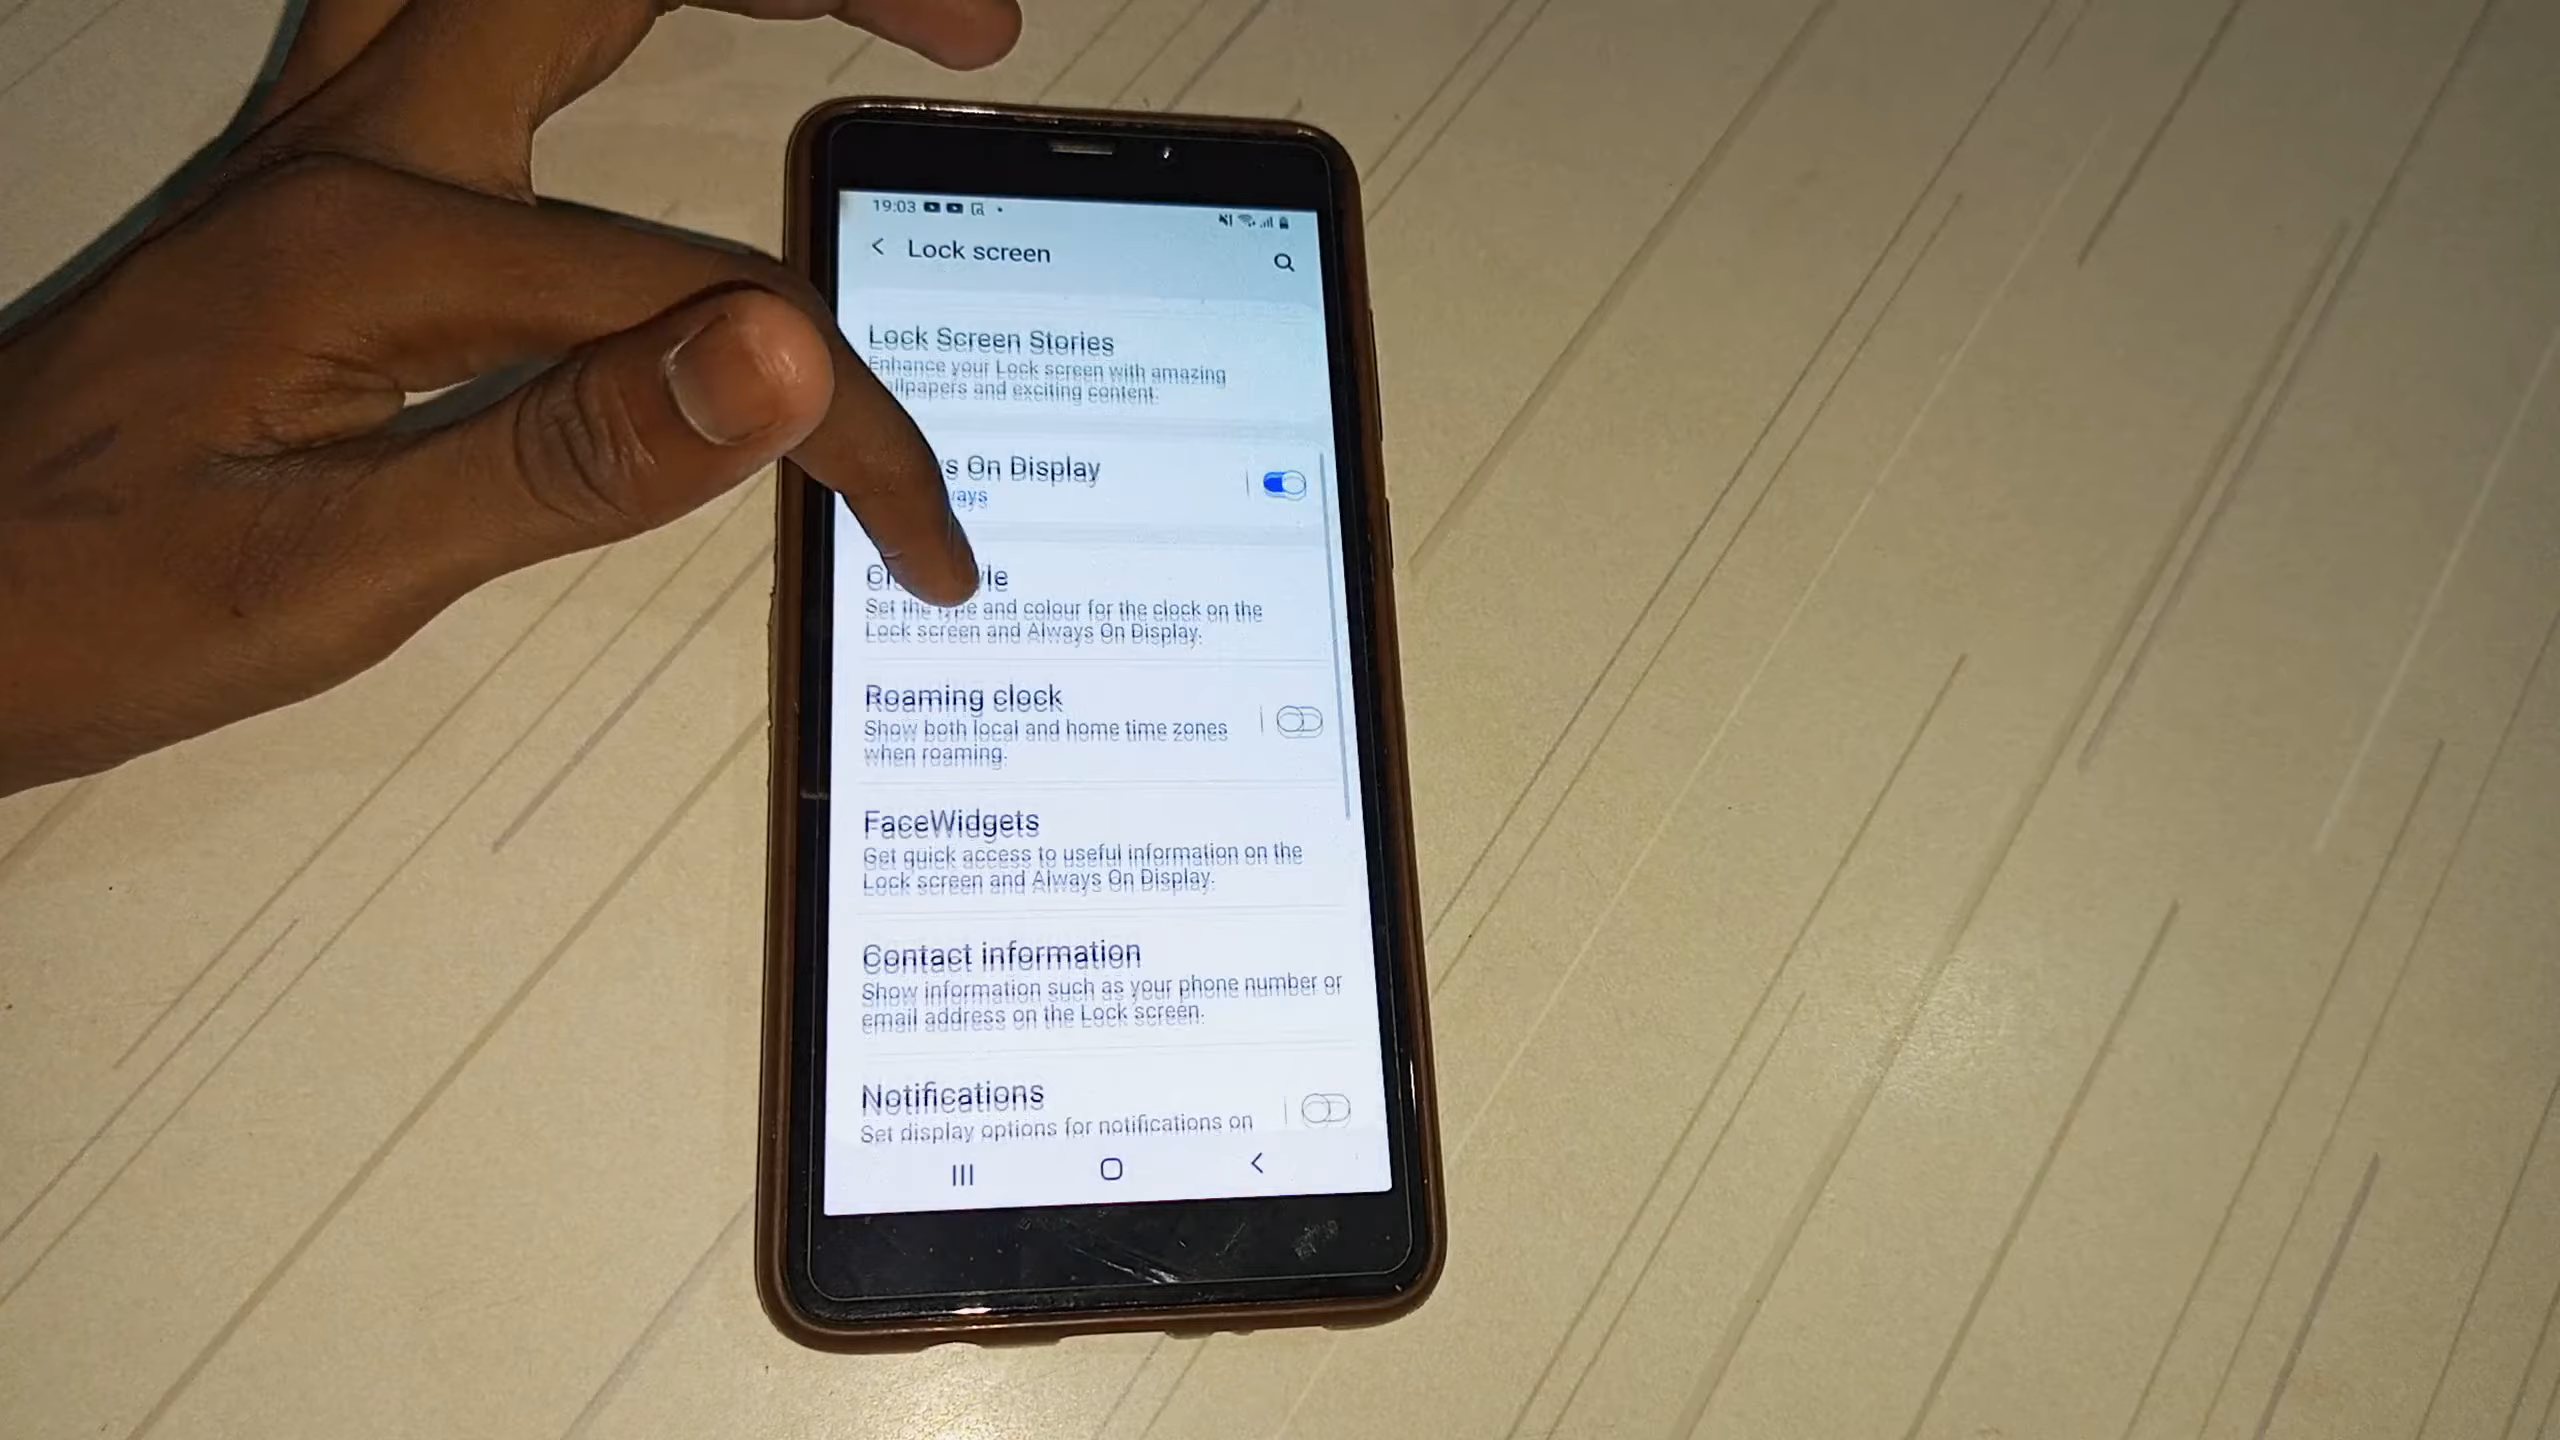 19:03
Lock screen
Lock Screen Stories
Enhance your Lock screen with amazing
and exciting content.
On Display
Set the type and colour for the clock on the
Lock screen and Always On Display.
Roaming clock
Show both local and home time zones
when roaming.
FaceWidgets
Get quick access to useful information on the
Lock screen and Always On Display.
Contact information
Show information such as your phone number or
email address on the Lock screen.
Notifications
Set display options for notifications on